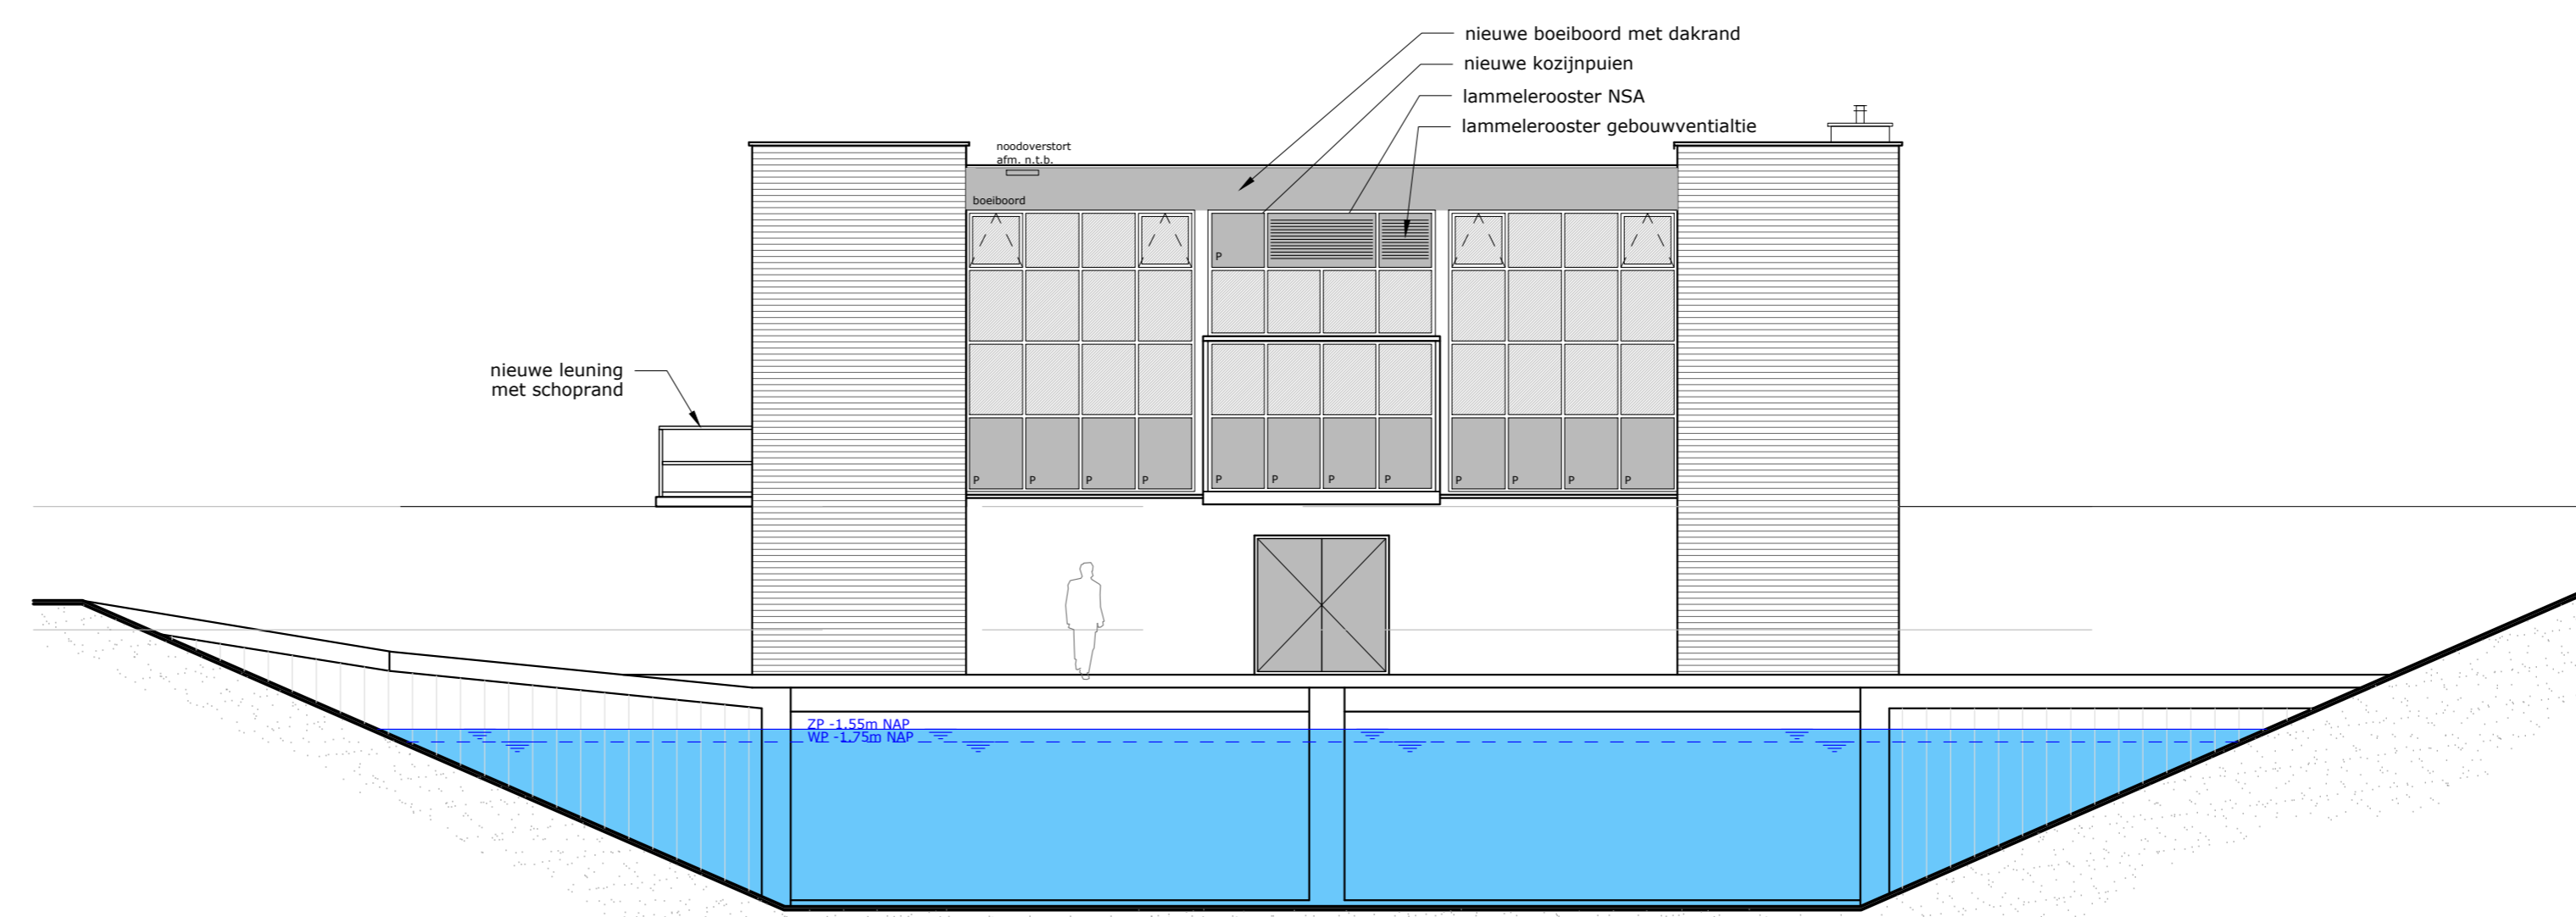 nieuwe boeiboord met dakrand
nieuwe kozijnpuien
lammelerooster NSA
lammelerooster gebouwventialtie
noodoverstort
afm. n.t.b.
boeiboord
P
nieuwe leuning
met schoprand
P P P P P P P P P P P P
ZP -1.55m NAP
WP -1.75m NAP